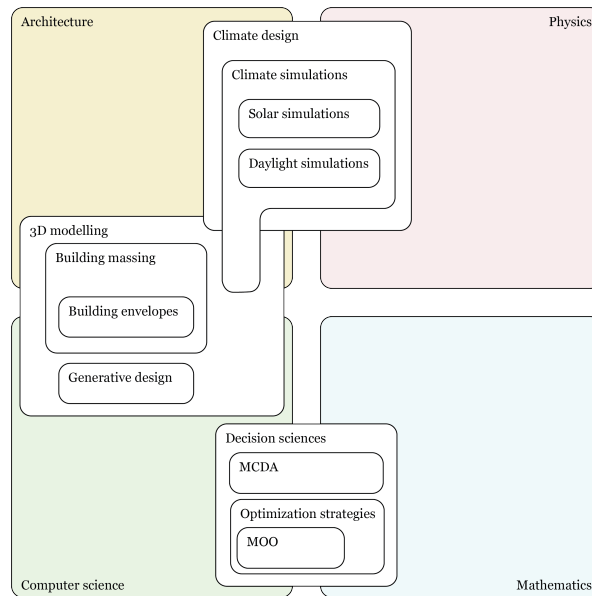 Architecture
Physics
Climate design
Climate simulations
Solar simulations
Daylight simulations
3D modelling
Building massing
Building envelopes
Generative design
Decision sciences
MCDA
Optimization strategies
MOO
Computer science
Mathematics